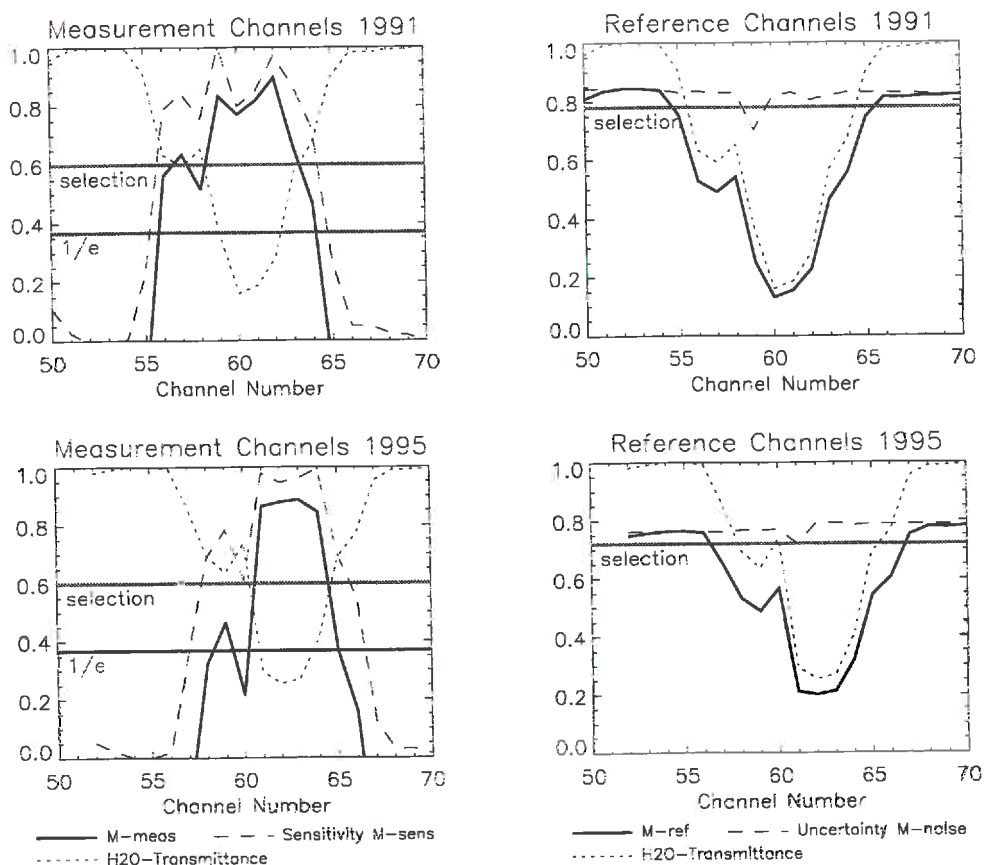 Measurement Channels 1991
1.0
0.8
0.6
selection
0.4
1/e
0.2
0.0
50 55 60 65 70
Channel Number
Reference Channels 1991
1.0
0.8
selection
0.6
0.4
0.2
0.0
50 55 60 65 70
Channel Number
Measurement Channels 1995
1.0
0.8
0.6
selection
0.4
1/e
0.2
0.0
50 55 60 65 70
Channel Number
M-meas Sensitivity M-sens
H2O-Transmittance
Reference Channels 1995
1.0
0.8
selection
0.6
0.4
0.2
0.0
50 55 60 65 70
Channel Number
M-ref Uncertainty M-noise
H2O-Transmittance